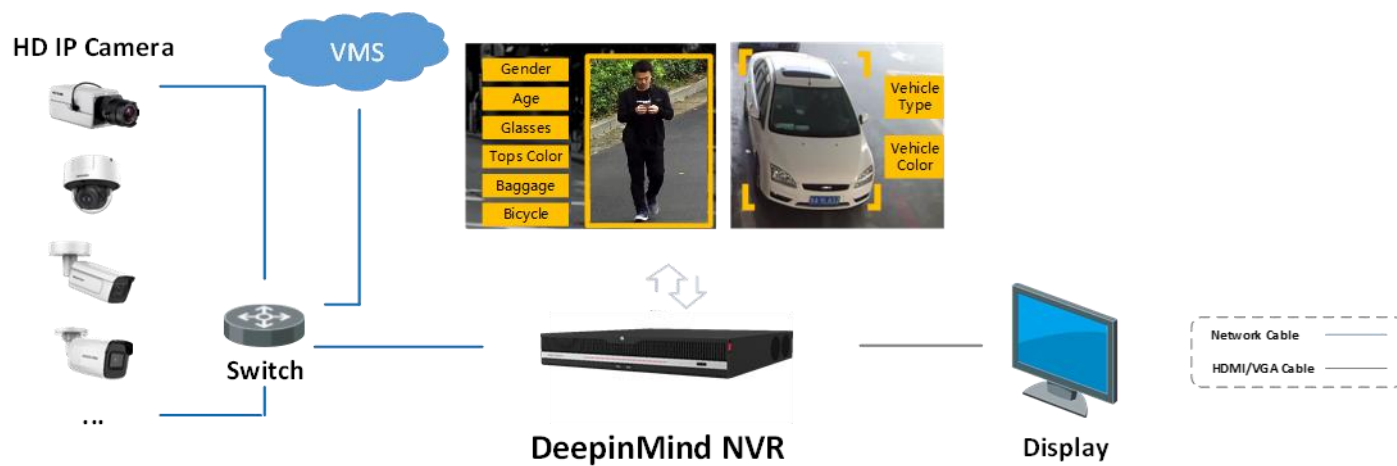 HD IP Camera
VMS
Gender
Age
Glasses
Tops Color
Baggage
Bicycle
Vehicle
Type
Vehicle
Color
Switch
...
DeepinMind NVR
Display
Network Cable
HDMI/VGA Cable